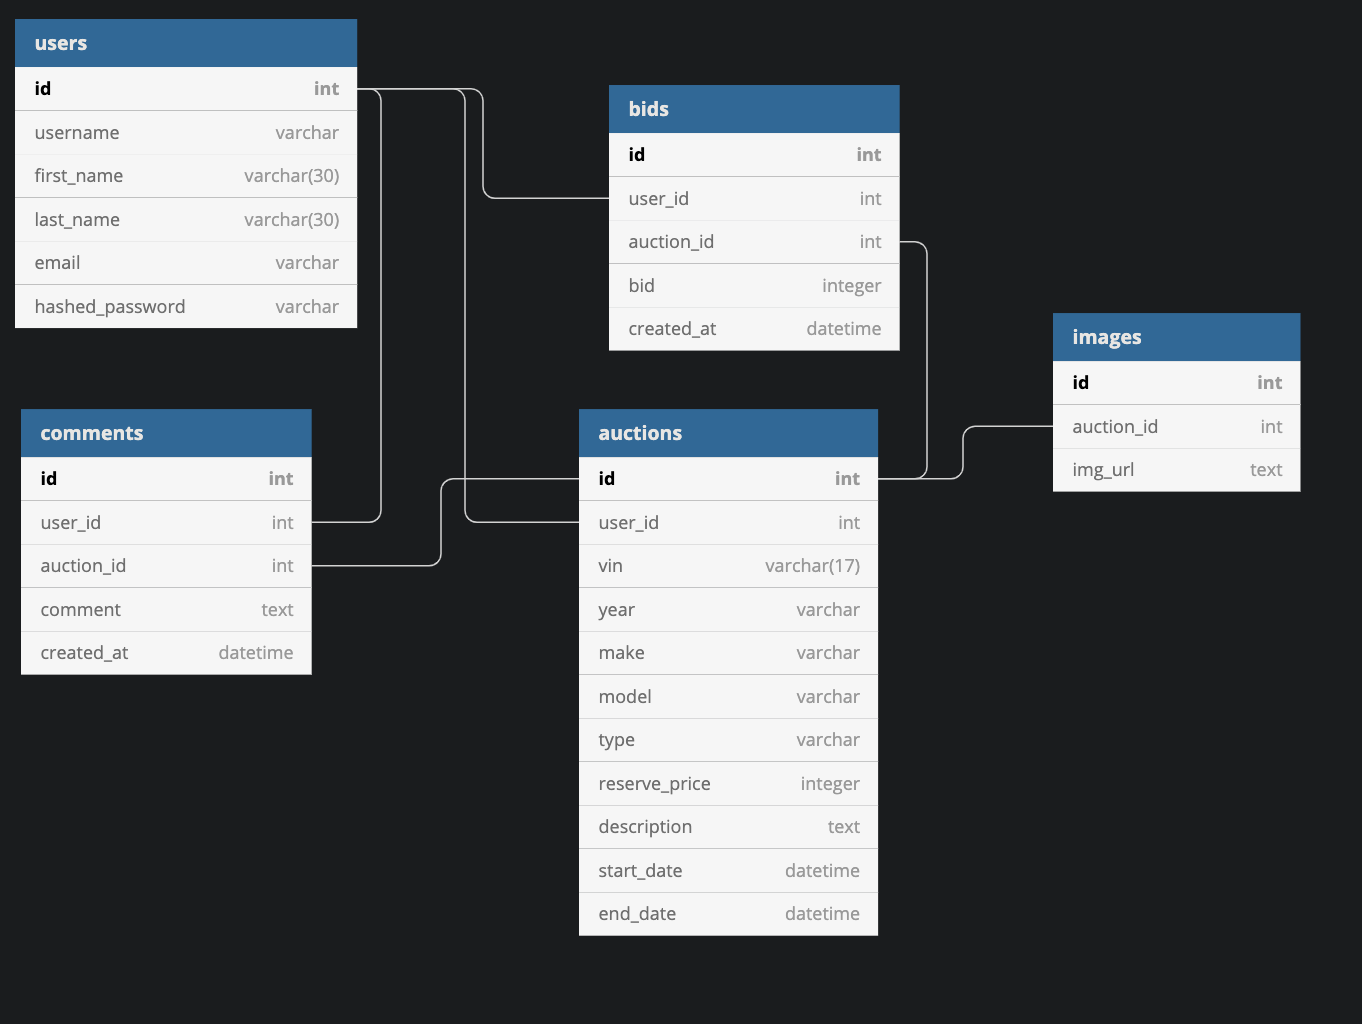 users
id int
username varchar
first_name varchar(30)
last_name varchar(30)
email varchar
hashed_password varchar
bids
id int
user_id int
auction_id int
bid integer
created_at datetime
images
id int
auction_id int
img_url text
comments
id int
user_id int
auction_id int
comment text
created_at datetime
auctions
id int
user_id int
vin varchar(17)
year varchar
make varchar
model varchar
type varchar
reserve_price integer
description text
start_date datetime
end_date datetime